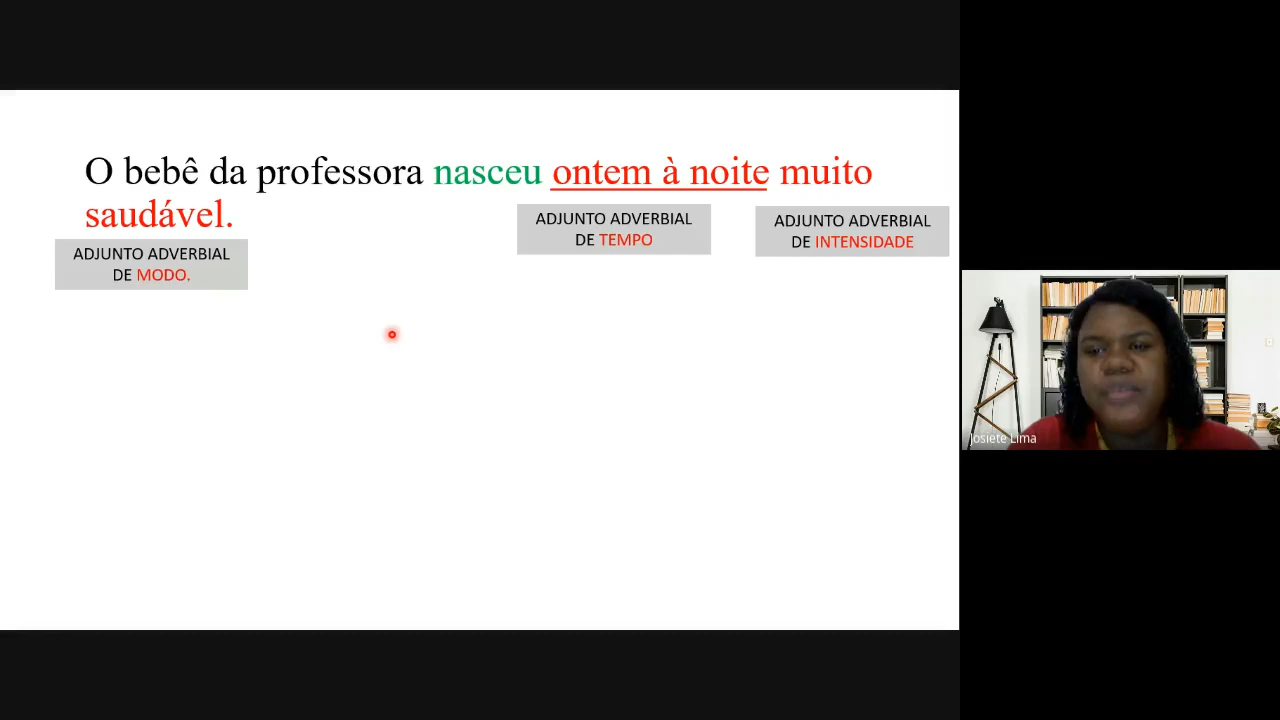 O bebê da professora nasceu ontem à noite muito
saudável.
ADJUNTO ADVERBIAL
DE TEMPO
ADJUNTO ADVERBIAL
DE INTENSIDADE
ADJUNTO ADVERBIAL
DE MODO.
Josiete Lima